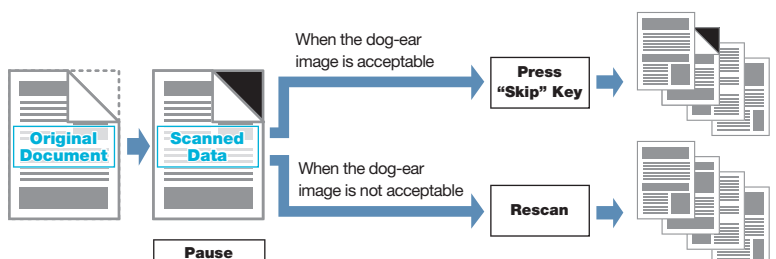 When the dog-ear
image is acceptable
Press
“Skip” Key
Original
Document
Scanned
Data
When the dog-ear
image is not acceptable
Rescan
Pause